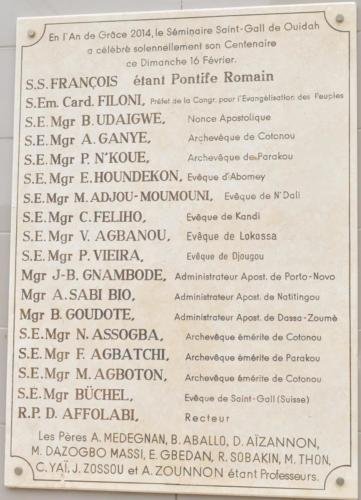 En l'An de Grâce 2014, le Séminaire Saint-Gall de Ouidah
a célébré solennellement son Centenaire
ce Dimanche 16 Février.
S.S. FRANÇOIS étant Pontife Romain
S.Em. Card. FILONI, Préfet de la Congr. pour l'Evangélisation des Peuples
S.E.Mgr B. UDAIGWE, Nonce Apostolique
S.E.Mgr A. GANYE, Archevêque de Cotonou
S.E.Mgr P. N'KOUE, Archevêque de Parakou
S.E.Mgr E. HOUNDEKON, Evêque d'Abomey
S.E.Mgr M. ADJOU-MOUMOUNI, Evêque de N'Dali
S.E.Mgr C. FELIHO, Evêque de Kandi
S.E.Mgr V. AGBANOU, Evêque de Lokossa
S.E.Mgr P. VIEIRA, Evêque de Djougou
Mgr J-B. GNAMBODE, Administrateur Apost. de Porto-Novo
Mgr A. SABI BIO, Administrateur Apost. de Natitingou
Mgr B. GOUDOTE, Administrateur Apost. de Dassa-Zoumè
S.E.Mgr N. ASSOGBA, Archevêque émérite de Cotonou
S.E.Mgr F. AGBATCHI, Archevêque émérite de Parakou
S.E.Mgr M. AGBOTON, Archevêque émérite de Cotonou
S.E.Mgr BÜCHEL, Evêque de Saint-Gall (Suisse)
R.P. D. AFFOLABI, Recteur
Les Pères A. MEDEGNAN, B. ABALLO, D. AÏZANNON,
M. DAZOGBO MASSI, E. GBEDAN, R. SOBAKIN, M. THON,
C. YAÏ, J. ZOSSOU et A. ZOUNNON étant Professeurs.